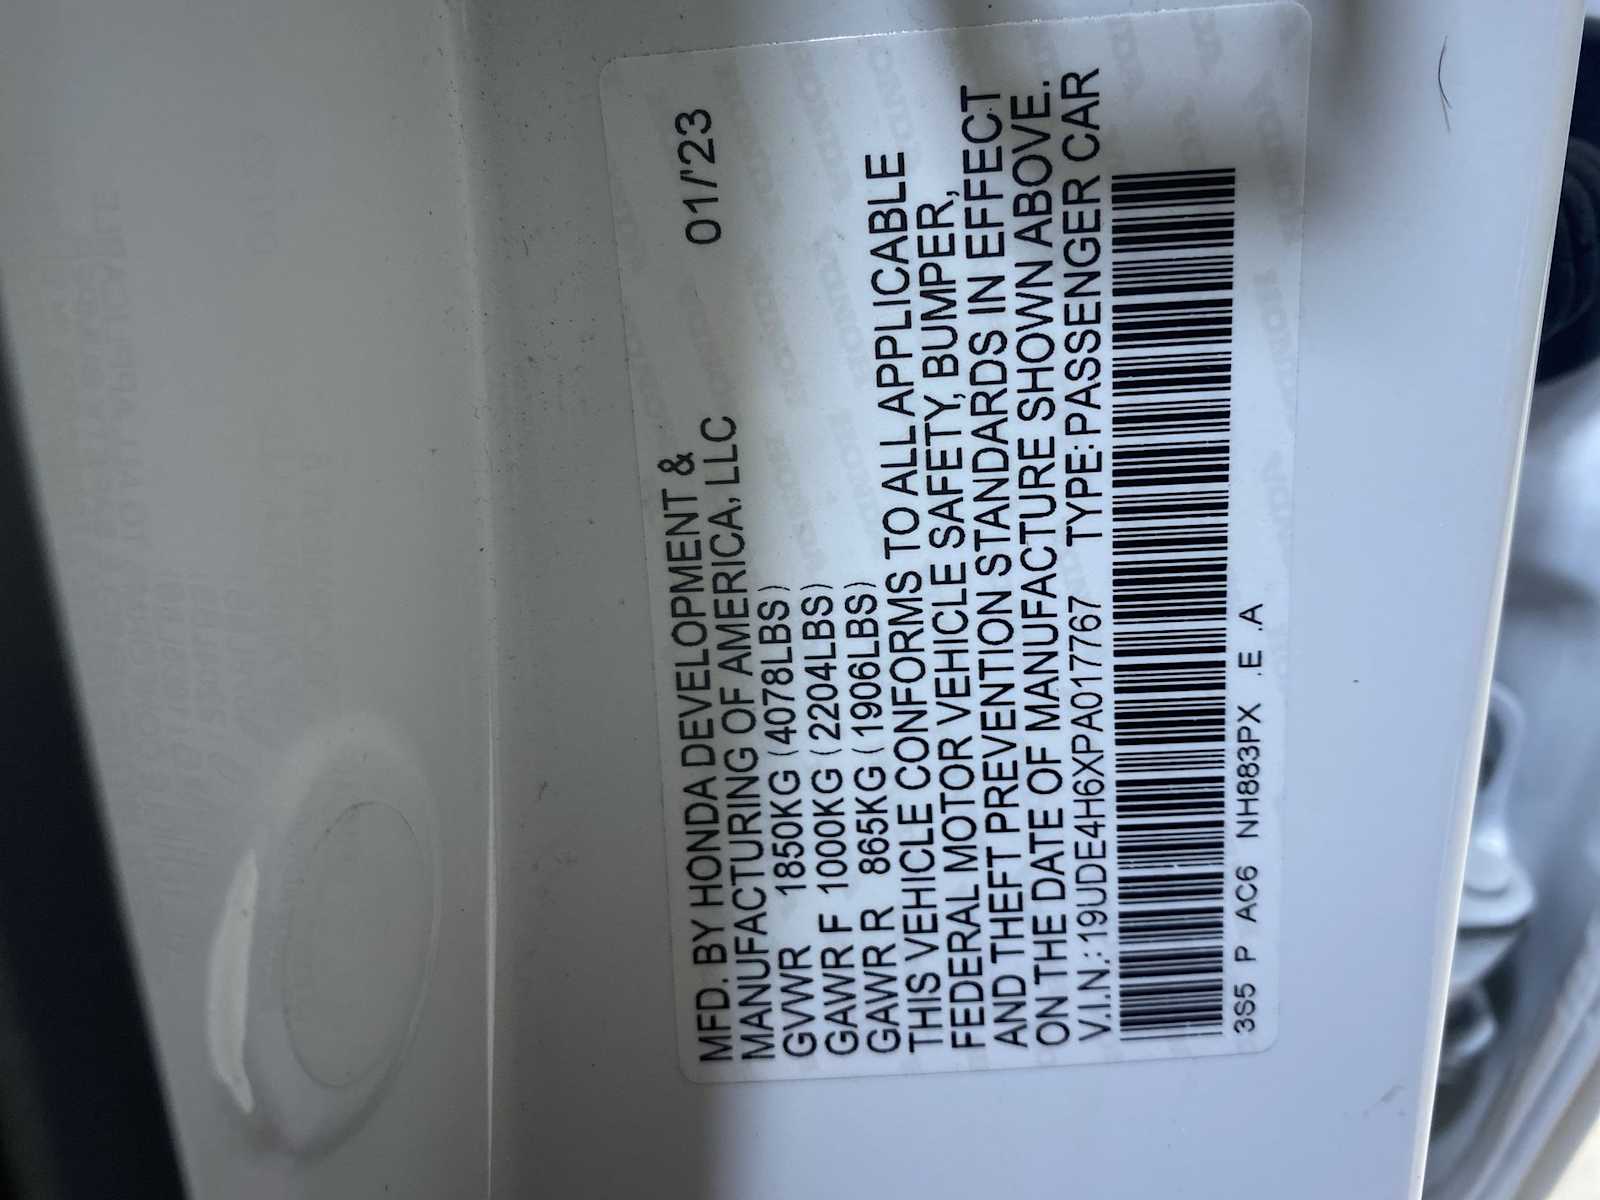 MFD. BY HONDA DEVELOPMENT &
MANUFACTURING OF AMERICA, LLC 01/'23
GVWR 1850KG (4078LBS)
GAWR F 1000KG (2204LBS)
GAWR R 865KG (1906LBS)
THIS VEHICLE CONFORMS TO ALL APPLICABLE
FEDERAL MOTOR VEHICLE SAFETY, BUMPER,
AND THEFT PREVENTION STANDARDS IN EFFECT
ON THE DATE OF MANUFACTURE SHOWN ABOVE.
V.I.N.:19UDE4H6XPA017767 TYPE:PASSENGER CAR
3S5 P AC6 NH883PX .E .A